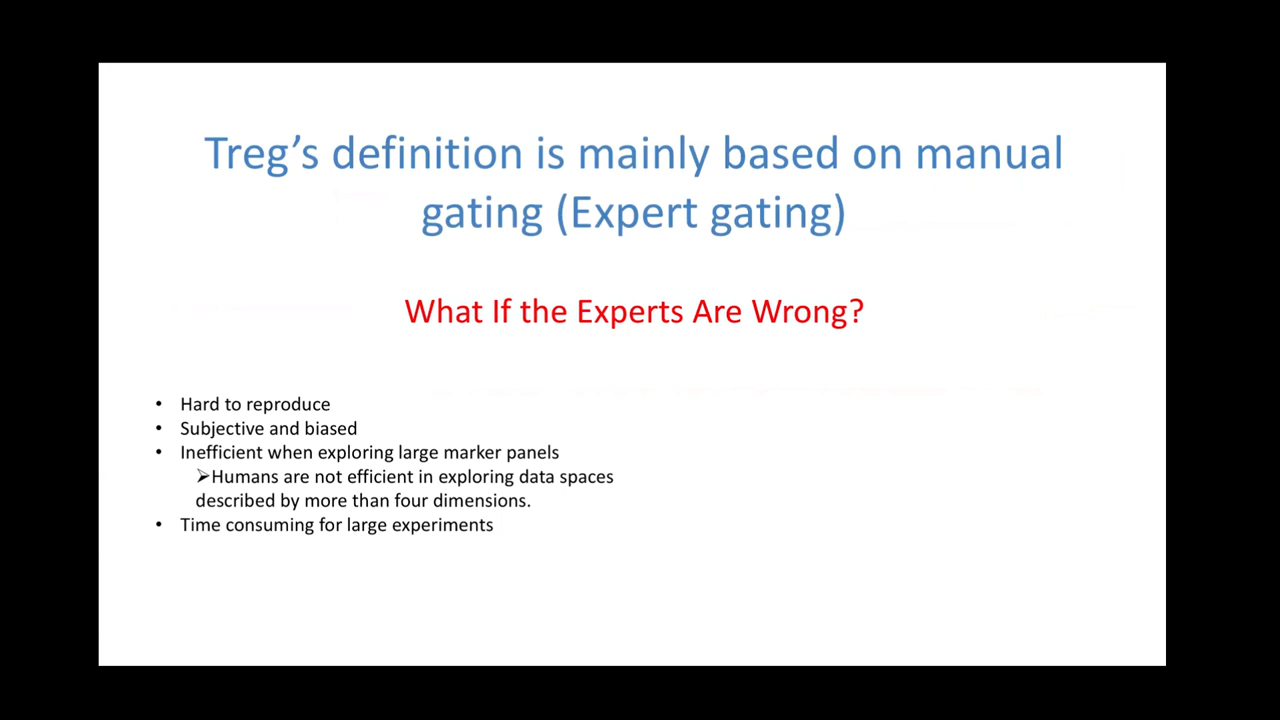 Treg’s definition is mainly based on manual
gating (Expert gating)
What If the Experts Are Wrong?
• Hard to reproduce
• Subjective and biased
• Inefficient when exploring large marker panels
➢Humans are not efficient in exploring data spaces
described by more than four dimensions.
• Time consuming for large experiments